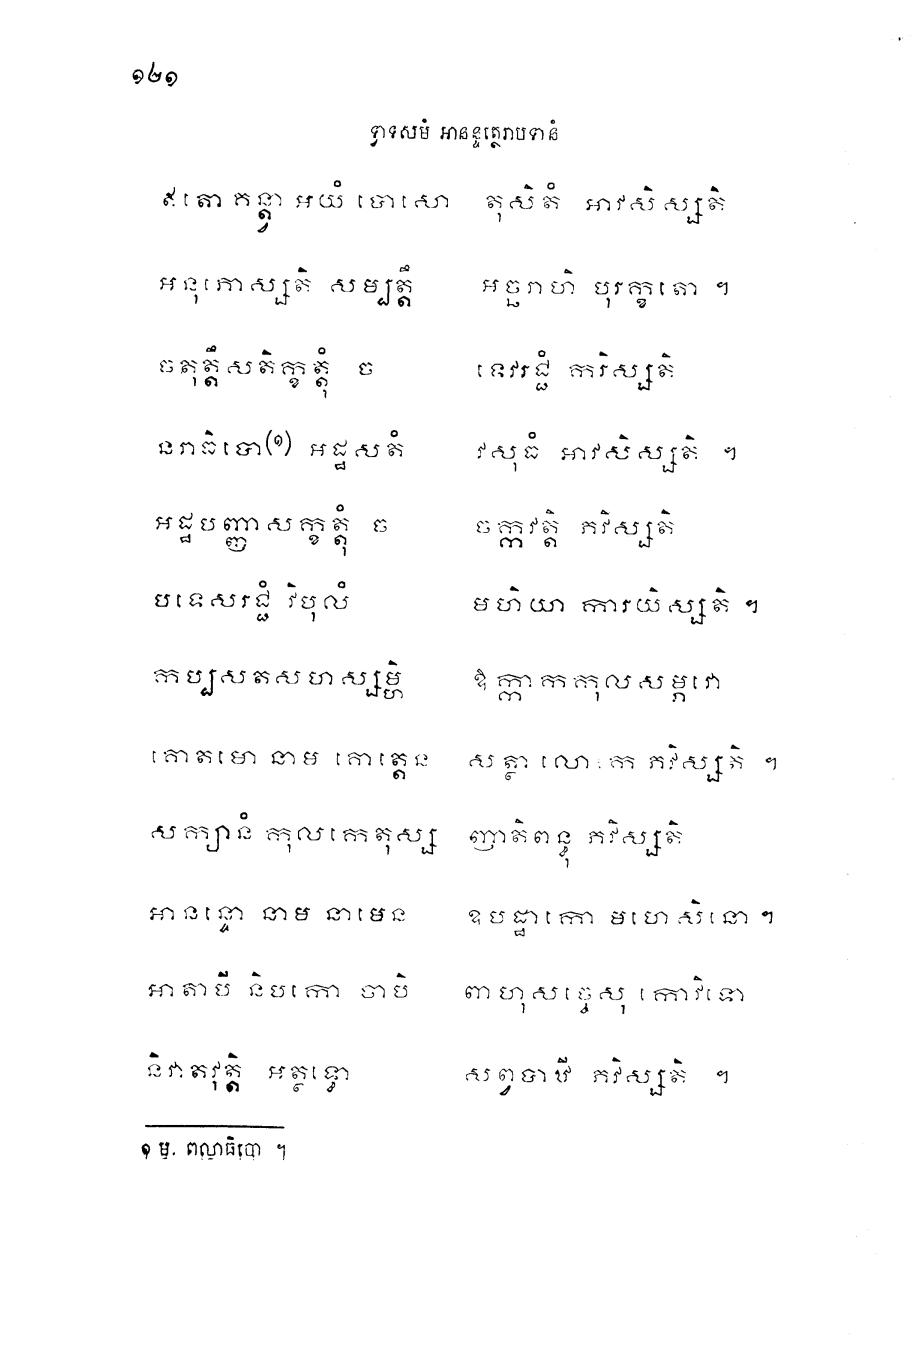 ១២១
ទ្វាទសមំ អានន្ទត្ថេរាបទានំ
ឥតោ គន្ត្វា អយំ បោសោ តុសិតំ អាវសិស្សតិ
អនុភោស្សតិ សម្បត្តឹ អច្ឆរាហិ បុរក្ខតោ ។
ចតុត្តឹសតិក្ខត្តុំ ច ទេវរជ្ជំ ករិស្សតិ
នរាធិបោ(១) អដ្ឋសតំ វសុធំ អាវសិស្សតិ ។
អដ្ឋបញ្ញាសក្ខត្តុំ ច ចក្កវត្តិ ភវិស្សតិ
បទេសរជ្ជំ វិបុលំ មហិយា ការយិស្សតិ ។
កប្បសតសហស្សម្ហិ ឱក្កាកកុលសម្ភវោ
គោតមោ នាម គោត្តេន សត្ថា លោកេ ភវិស្សតិ ។
សក្យានំ កុលកេតុស្ស ញាតិពន្ធុ ភវិស្សតិ
អានន្ទោ នាម នាមេន ឧបដ្ឋាកោ មហេសិនោ ។
អាតាបី និបកោ ចាបិ ពាហុសច្ចេសុ កោវិទោ
និវាតវុត្តិ អត្ថទ្ធោ សព្វបាឋី ភវិស្សតិ ។
១ ម. ពលាធិបោ ។